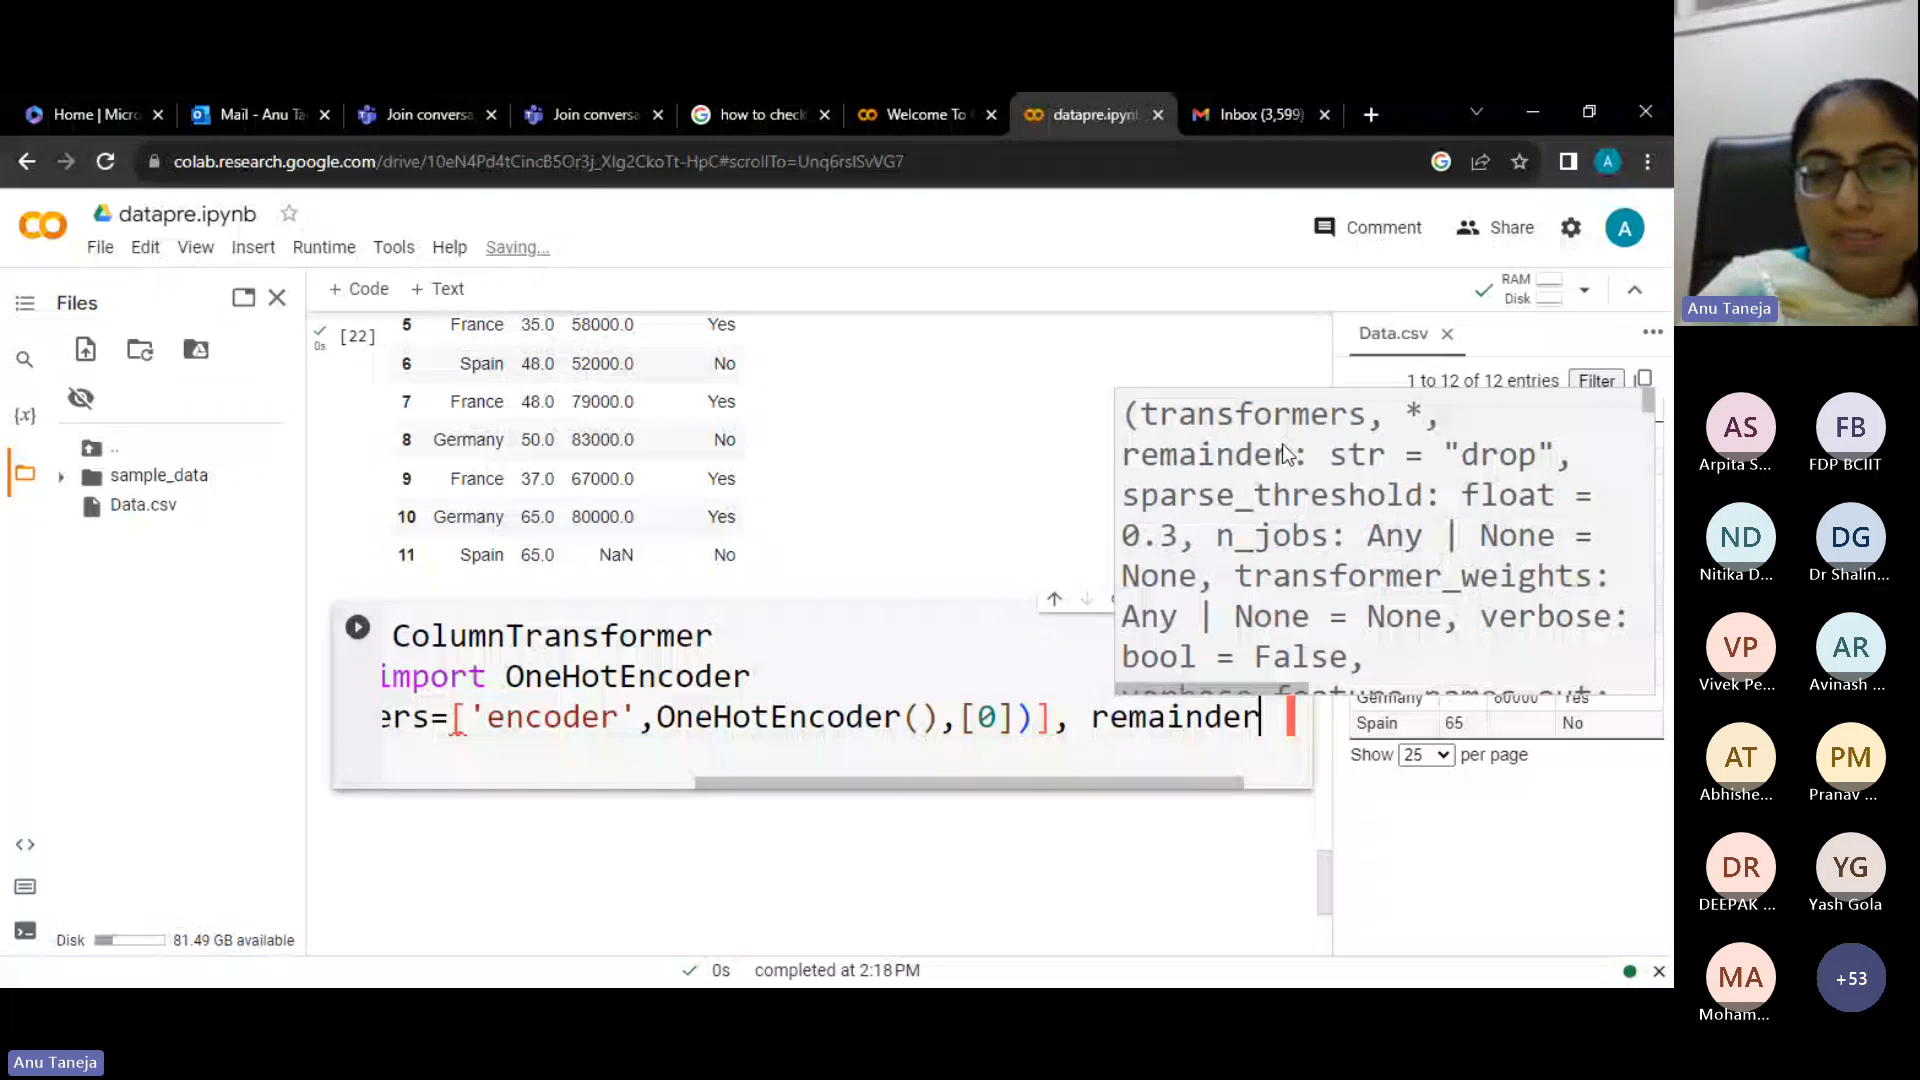 Home | Micro
Mail - Anu Ta
Join conversa
Join conversa
how to check
Welcome To
datapre.ipyn
Inbox (3,599)
colab.research.google.com/drive/10eN4Pd4tCincB5Or3j_XIg2CkoTt-HpC#scrollTo=Unq6rsISvVG7
datapre.ipynb
File Edit View Insert Runtime Tools Help Saving...
Comment
Share
A
Files
+ Code + Text
RAM
Disk
..
sample_data
Data.csv
[22]
0s
5 France 35.0 58000.0 Yes
6 Spain 48.0 52000.0 No
7 France 48.0 79000.0 Yes
8 Germany 50.0 83000.0 No
9 France 37.0 67000.0 Yes
10 Germany 65.0 80000.0 Yes
11 Spain 65.0 NaN No
ColumnTransformer
import OneHotEncoder
ers=['encoder',OneHotEncoder(),[0])], remainder
Data.csv
1 to 12 of 12 entries Filter
(transformers, *,
remainder: str = "drop",
sparse_threshold: float =
0.3, n_jobs: Any | None =
None, transformer_weights:
Any | None = None, verbose:
bool = False,
verbose_feature_names_out:
Germany 80000 Yes
Spain 65 No
Show 25 per page
Disk 81.49 GB available
0s completed at 2:18 PM
Anu Taneja
AS
Arpita S...
FB
FDP BCIIT
ND
Nitika D...
DG
Dr Shalin...
VP
Vivek Pe...
AR
Avinash ...
AT
Abhishe...
PM
Pranav ...
DR
DEEPAK ...
YG
Yash Gola
MA
Moham...
+53
Anu Taneja